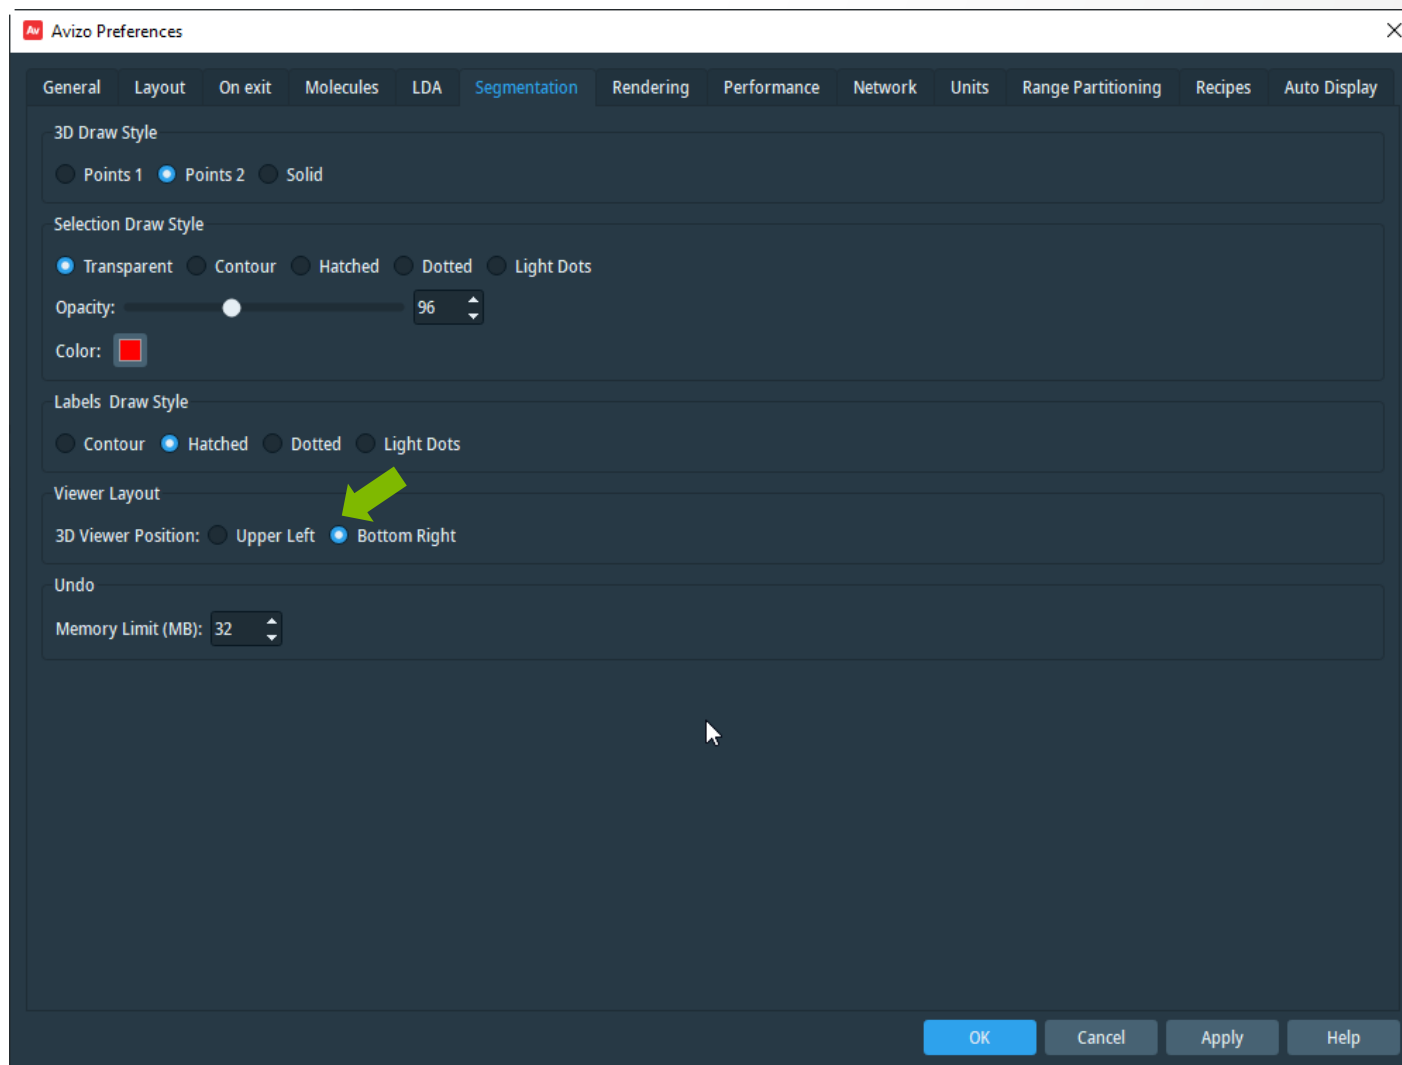 Av Avizo Preferences
General Layout On exit Molecules LDA Segmentation Rendering Performance Network Units Range Partitioning Recipes Auto Display
3D Draw Style
Points 1 Points 2 Solid
Selection Draw Style
Transparent Contour Hatched Dotted Light Dots
Opacity: 96
Color:
Labels Draw Style
Contour Hatched Dotted Light Dots
Viewer Layout
3D Viewer Position: Upper Left Bottom Right
Undo
Memory Limit (MB): 32
OK Cancel Apply Help